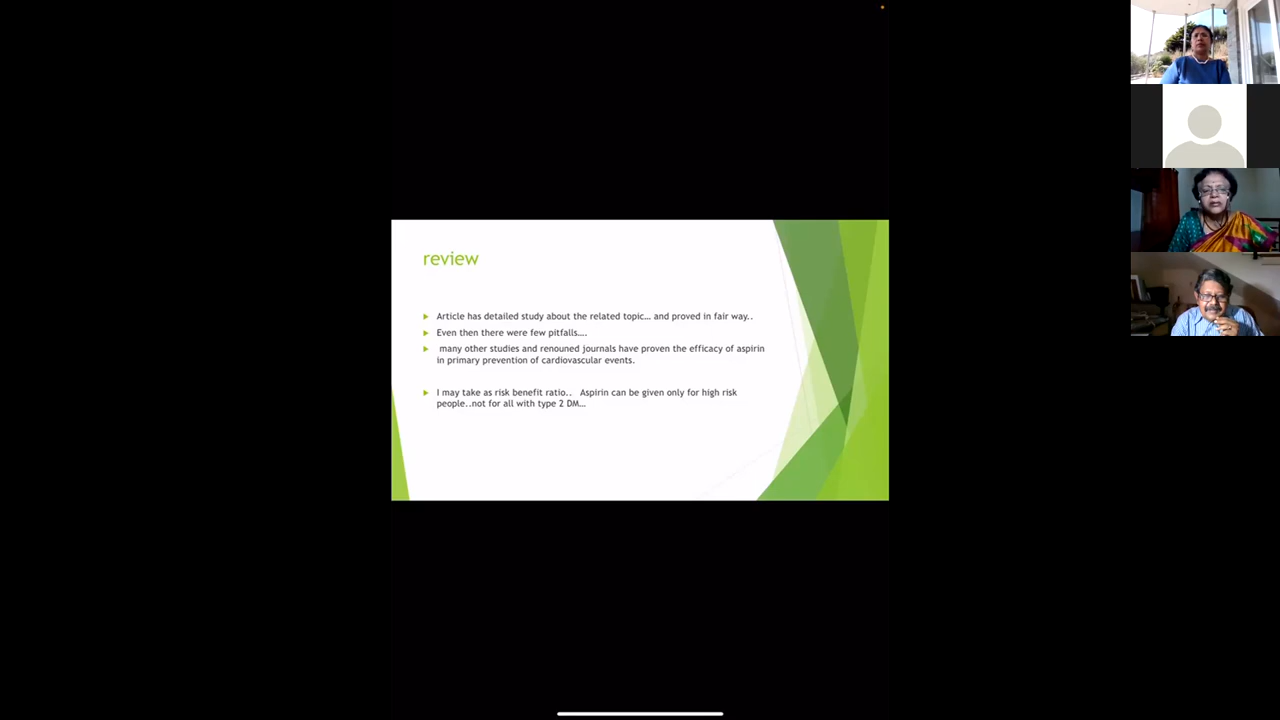 review
Article has detailed study about the related topic… and proved in fair way..
Even then there were few pitfalls….
many other studies and renouned journals have proven the efficacy of aspirin
in primary prevention of cardiovascular events.
I may take as risk benefit ratio.. Aspirin can be given only for high risk
people..not for all with type 2 DM…